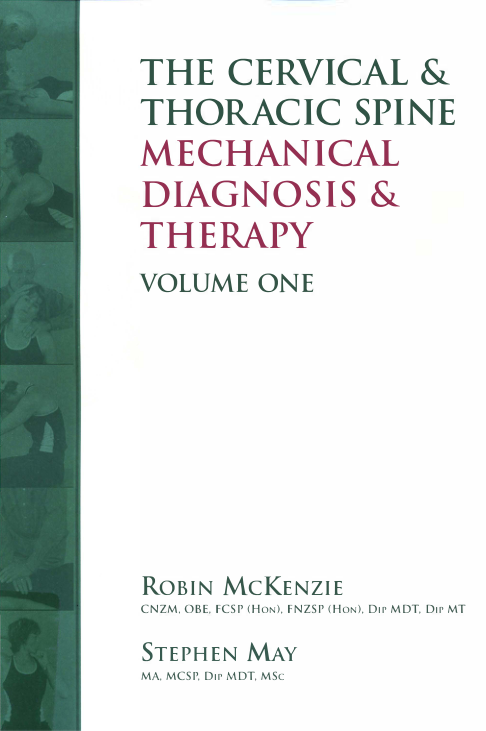 THE CERVICAL &
THORACIC SPINE
MECHANICAL
DIAGNOSIS &
THERAPY
VOLUME ONE
ROBIN MCKENZIE
CNZM, OBE, FCSP (HON), FNZSP (HON), DIP MDT, DIP MT
STEPHEN MAY
MA, MCSP, DIP MDT, MSC